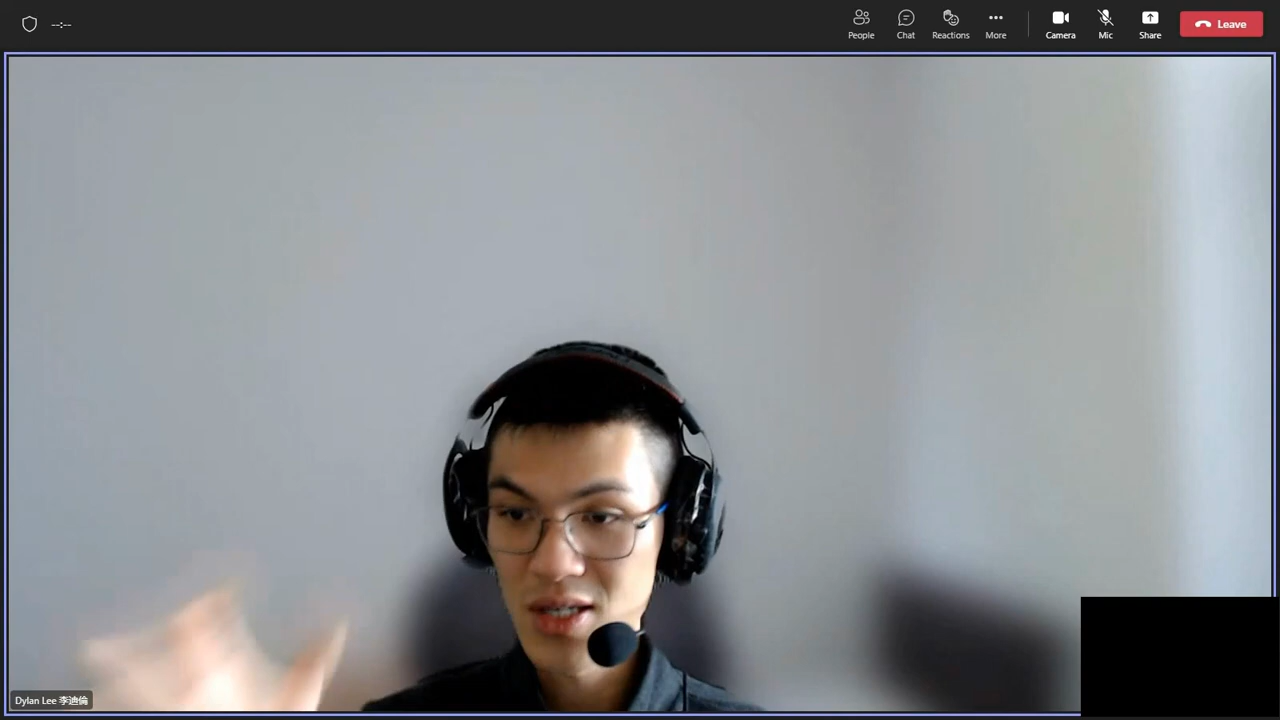 --:--
People
Chat
Reactions
More
Camera
Mic
Share
Leave
Dylan Lee 李迪倫